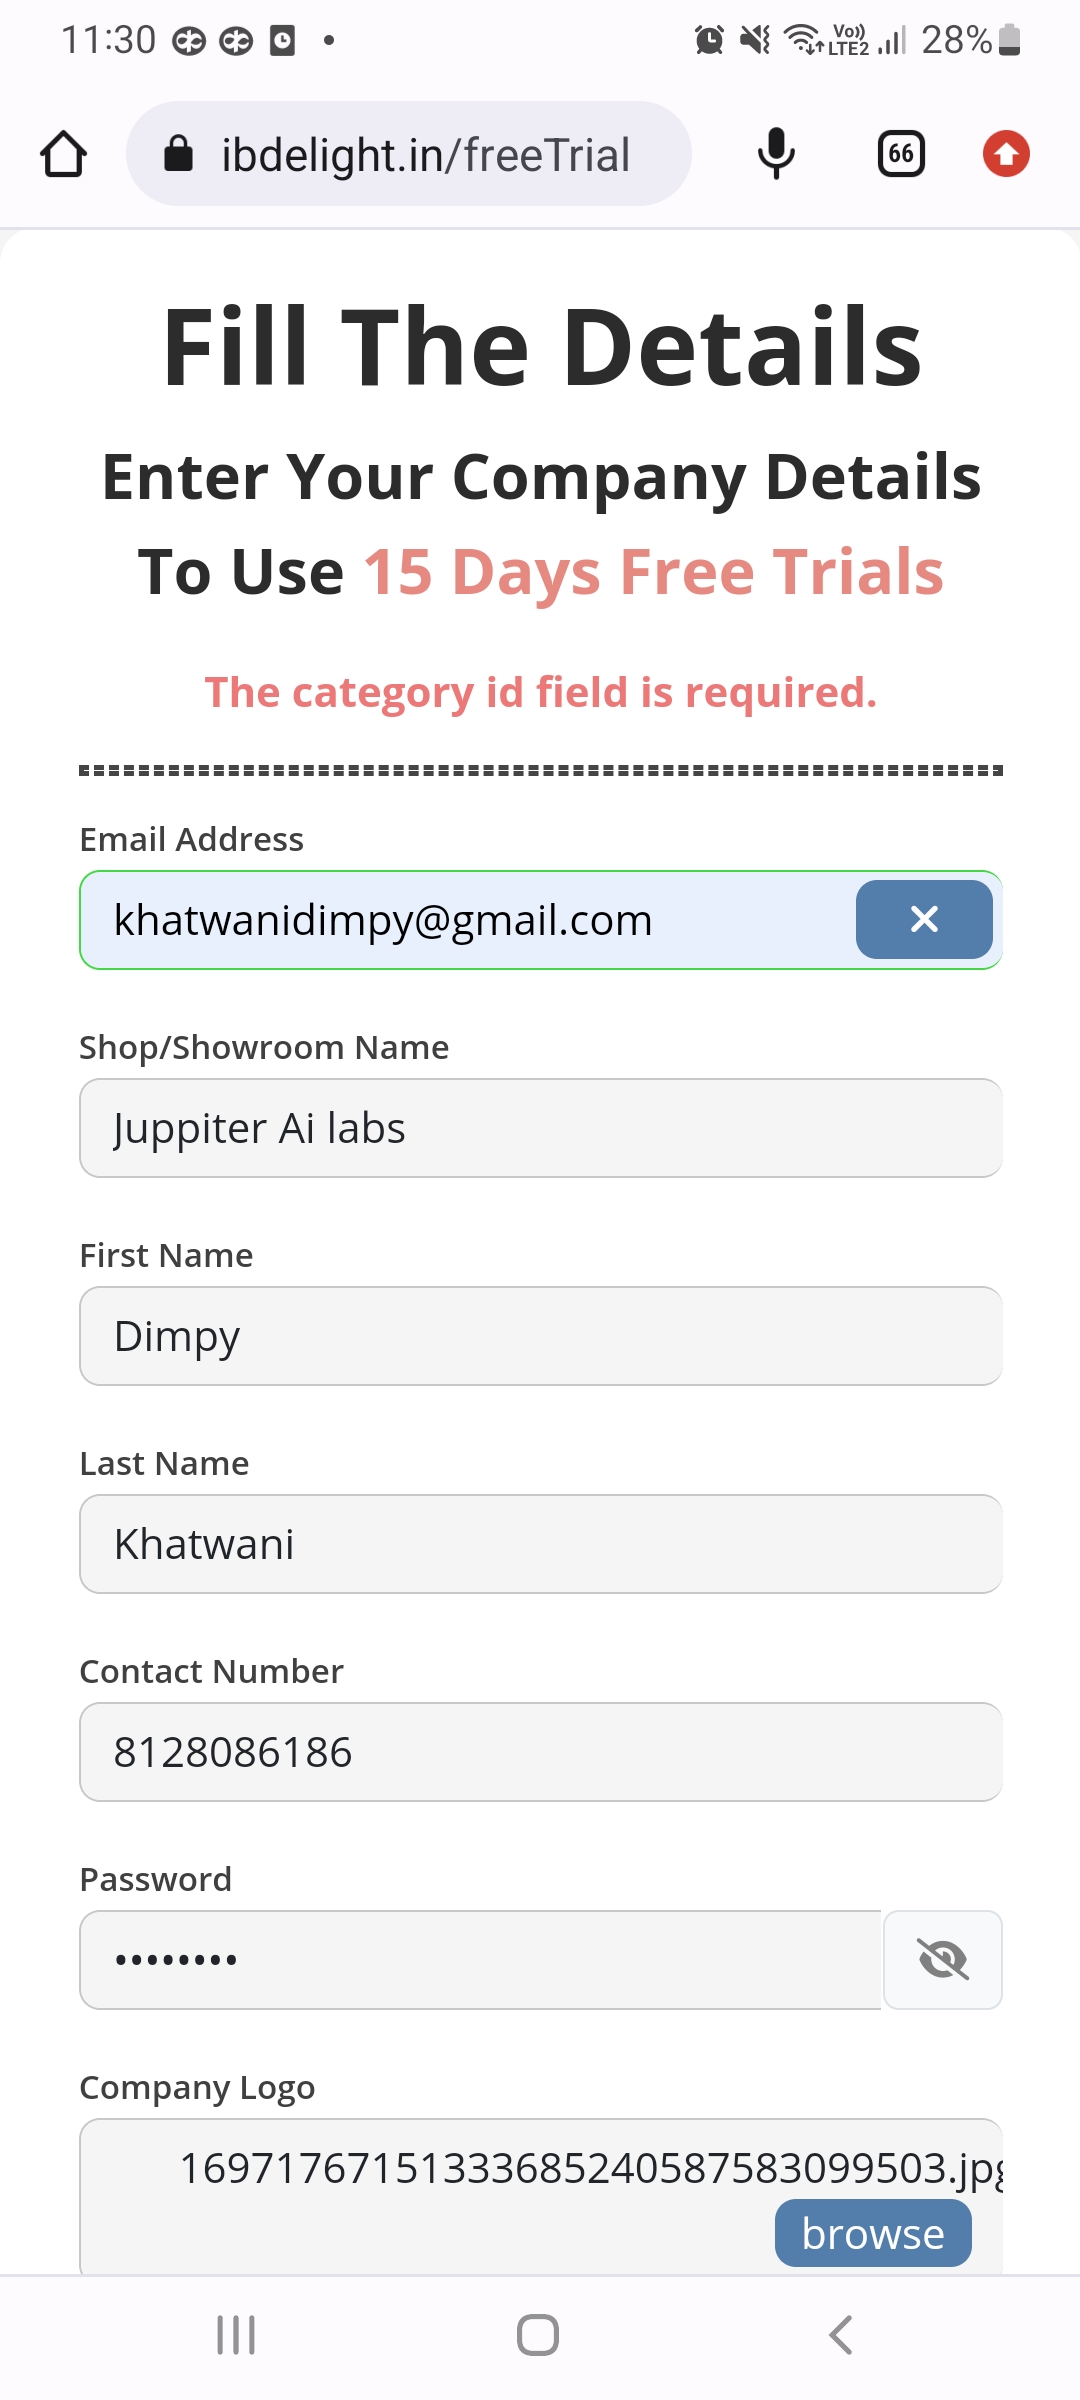 11:30
Vo))
LTE2
28%
ibdelight.in/freeTrial
66
Fill The Details
Enter Your Company Details
To Use 15 Days Free Trials
The category id field is required.
Email Address
khatwanidimpy@gmail.com
Shop/Showroom Name
Juppiter Ai labs
First Name
Dimpy
Last Name
Khatwani
Contact Number
8128086186
Password
••••••••
Company Logo
16971767151333685240587583099503.jpg
browse